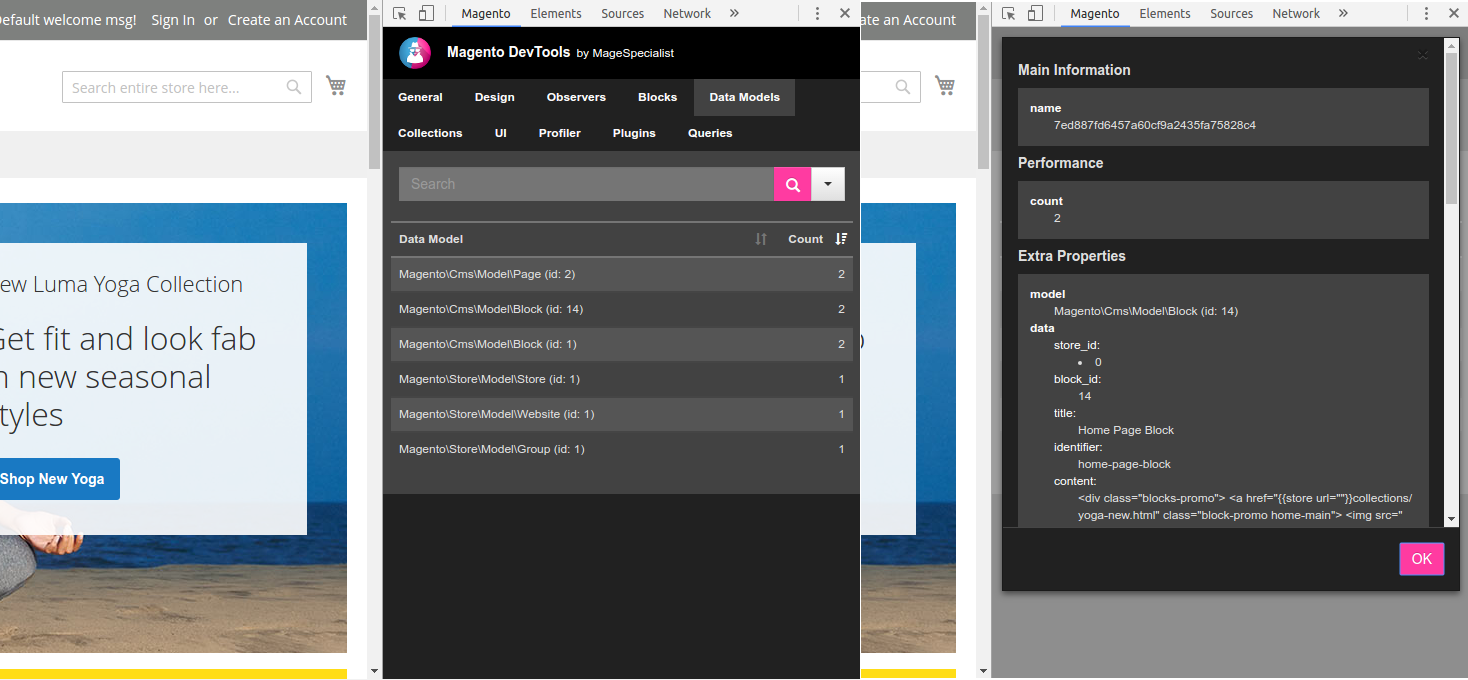 efault welcome msg! Sign In or Create an Account
Search entire store here...
ew Luma Yoga Collection
Get fit and look fab
n new seasonal
tyles
Shop New Yoga
Magento Elements Sources Network »
Magento DevTools by MageSpecialist
General Design Observers Blocks Data Models
Collections UI Profiler Plugins Queries
Search
Data Model Count
Magento\Cms\Model\Page (id: 2) 2
Magento\Cms\Model\Block (id: 14) 2
Magento\Cms\Model\Block (id: 1) 2
Magento\Store\Model\Store (id: 1) 1
Magento\Store\Model\Website (id: 1) 1
Magento\Store\Model\Group (id: 1) 1
ate an Account
Magento Elements Sources Network »
Main Information
name
7ed887fd6457a60cf9a2435fa75828c4
Performance
count
2
Extra Properties
model
Magento\Cms\Model\Block (id: 14)
data
store_id:
• 0
block_id:
14
title:
Home Page Block
identifier:
home-page-block
content:
<div class="blocks-promo"> <a href="{{store url=""}}collections/
yoga-new.html" class="block-promo home-main"> <img src="
OK